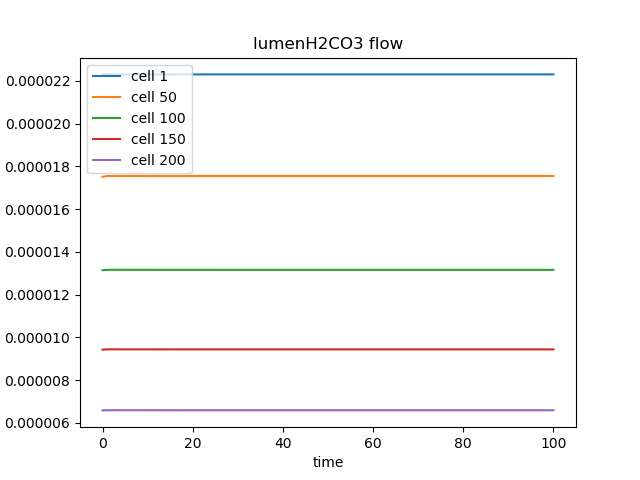 lumenH2CO3 flow
0.000022
0.000020
0.000018
0.000016
0.000014
0.000012
0.000010
0.000008
0.000006
cell 1
cell 50
cell 100
cell 150
cell 200
0 20 40 60 80 100
time